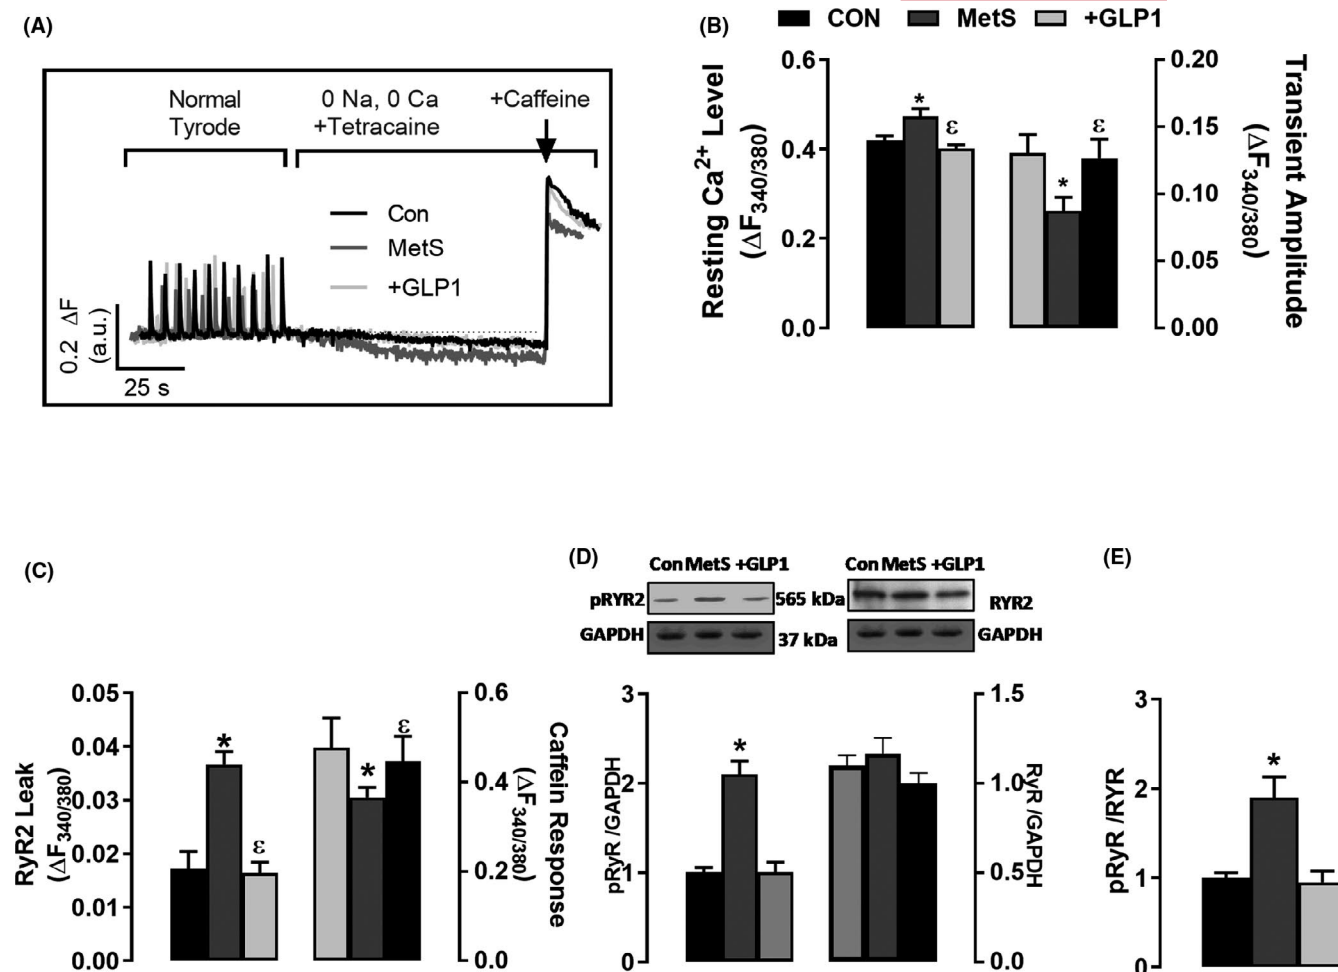 (A)
Normal
Tyrode
0 Na, 0 Ca
+Tetracaine
+Caffeine
Con
MetS
+GLP1
0.2 ΔF
(a.u.)
25 s
(B)
CON MetS +GLP1
Resting Ca2+ Level
(ΔF340/380)
0.6
0.4
0.2
0.0
* ε
* ε
0.20
0.15
0.10
0.05
0.00
Transient Amplitude
(ΔF340/380)
(C)
RyR2 Leak
(ΔF340/380)
0.05
0.04
0.03
0.02
0.01
0.00
* ε
* ε
0.6
0.4
0.2
0.0
Caffein Response
(ΔF340/380)
(D)
Con MetS +GLP1
pRYR2 565 kDa
GAPDH 37 kDa
Con MetS +GLP1
RYR2
GAPDH
pRyR /GAPDH
3
2
1
0
*
1.5
1.0
0.5
0.0
RyR /GAPDH
(E)
pRyR /RYR
3
2
1
0
*